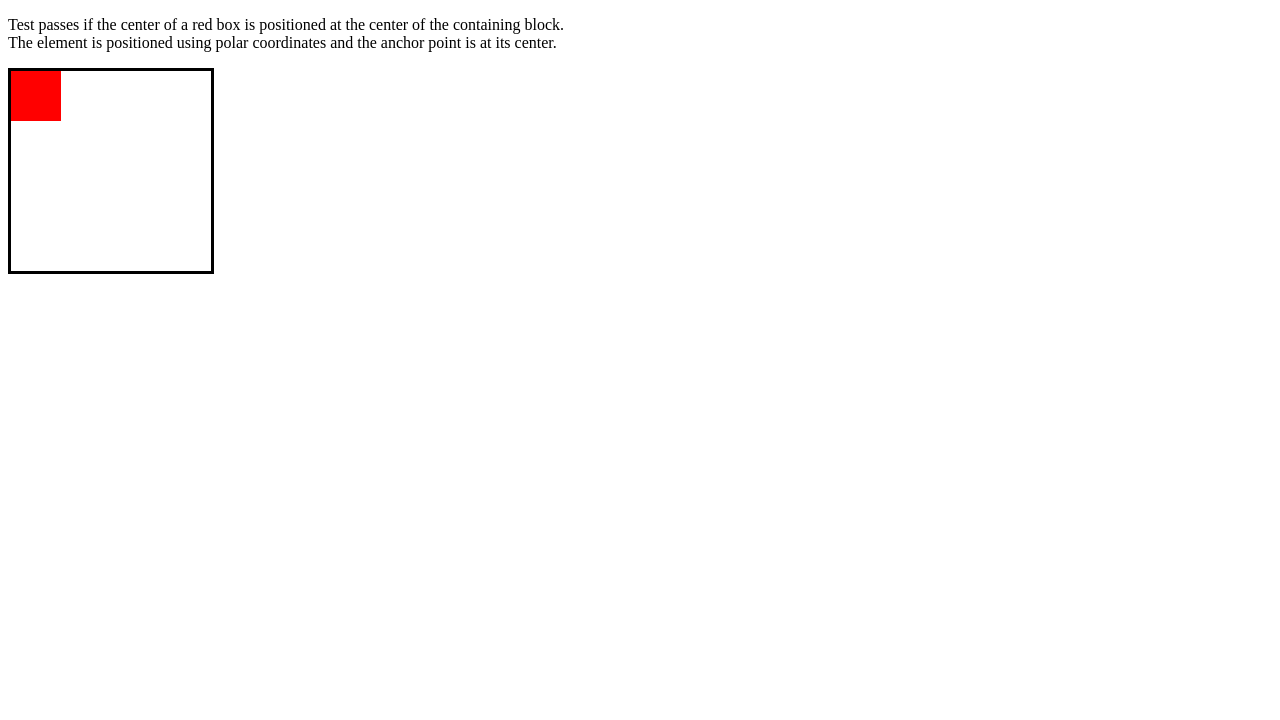 Test passes if the center of a red box is positioned at the center of the containing block.
The element is positioned using polar coordinates and the anchor point is at its center.